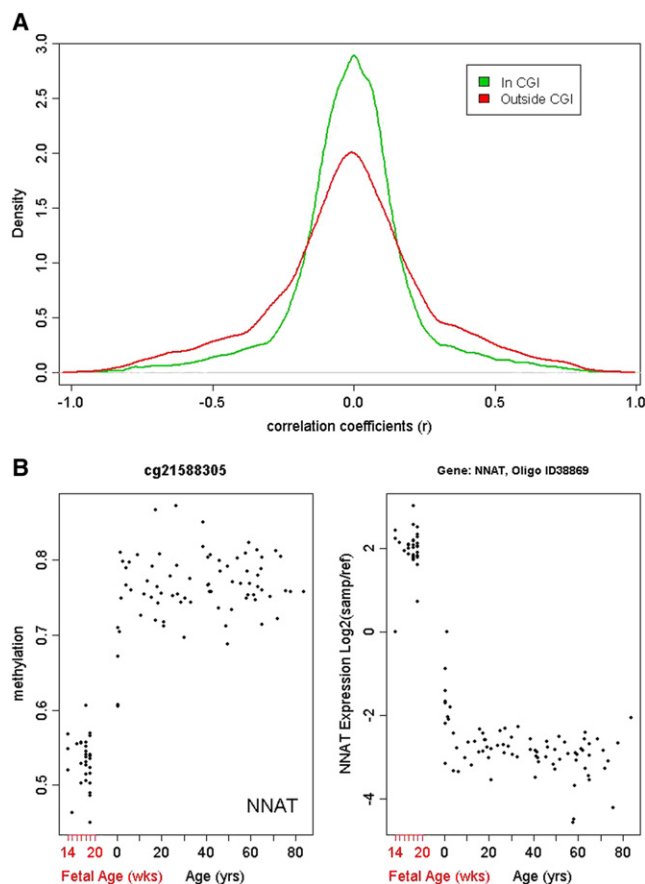 A
3.0
2.5
2.0
1.5
1.0
0.5
0.0
Density
In CGI
Outside CGI
-1.0 -0.5 0.0 0.5 1.0
correlation coefficients (r)
B
cg21588305
0.8
0.7
0.6
0.5
methylation
NNAT
14 20 0 20 40 60 80
Fetal Age (wks) Age (yrs)
Gene: NNAT, Oligo ID38869
2
0
-2
-4
NNAT Expression Log2(samp/ref)
14 20 0 20 40 60 80
Fetal Age (wks) Age (yrs)